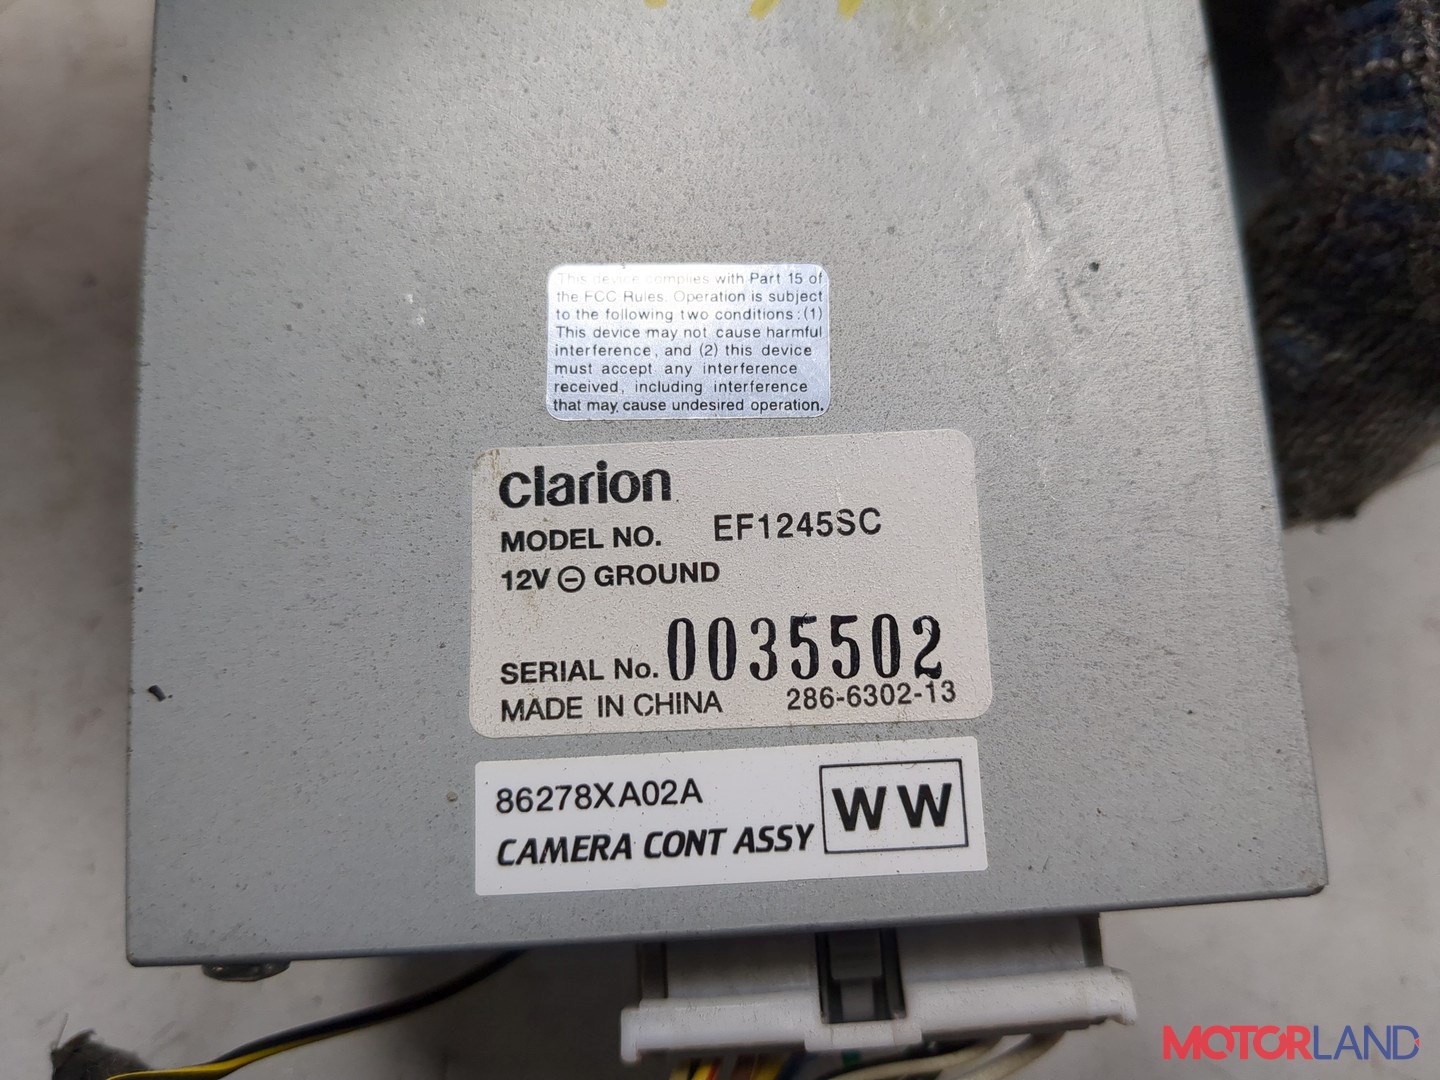 This device complies with Part 15 of
the FCC Rules. Operation is subject
to the following two conditions: (1)
This device may not cause harmful
interference, and (2) this device
must accept any interference
received, including interference
that may cause undesired operation.
Clarion
MODEL NO. EF1245SC
12V ⊖ GROUND
SERIAL No. 0035502
MADE IN CHINA 286-6302-13
86278XA02A
CAMERA CONT ASSY
WW
MOTORLAND